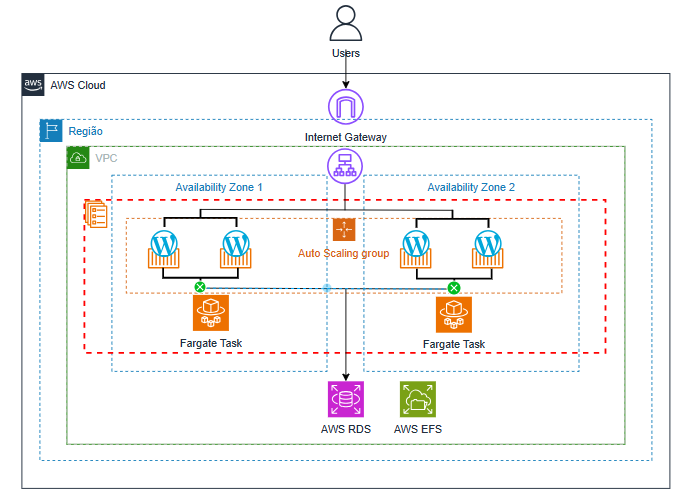 Users
aws
AWS Cloud
Internet Gateway
Região
VPC
Availability Zone 1
Availability Zone 2
Auto Scaling group
Fargate Task
Fargate Task
AWS RDS
AWS EFS